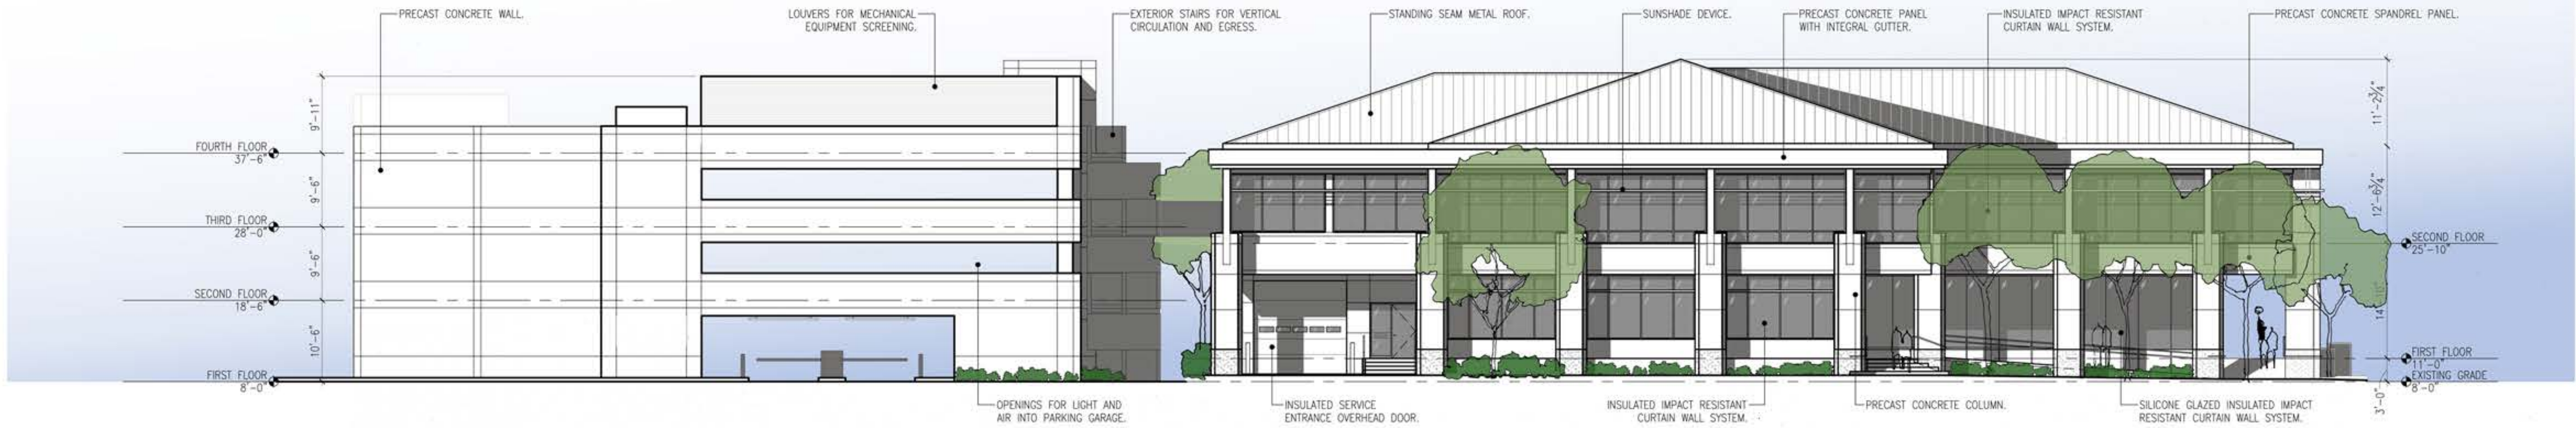 PRECAST CONCRETE WALL.
LOUVERS FOR MECHANICAL
EQUIPMENT SCREENING.
EXTERIOR STAIRS FOR VERTICAL
CIRCULATION AND EGRESS.
STANDING SEAM METAL ROOF.
SUNSHADE DEVICE.
PRECAST CONCRETE PANEL
WITH INTEGRAL GUTTER.
INSULATED IMPACT RESISTANT
CURTAIN WALL SYSTEM.
PRECAST CONCRETE SPANDREL PANEL.
FOURTH FLOOR
37'-6"
THIRD FLOOR
28'-0"
SECOND FLOOR
18'-6"
FIRST FLOOR
8'-0"
9'-11"
9'-6"
9'-6"
10'-6"
11'-2¾"
12'-6¾"
SECOND FLOOR
25'-10"
FIRST FLOOR
11'-0"
EXISTING GRADE
8'-0"
3'-0"
OPENINGS FOR LIGHT AND
AIR INTO PARKING GARAGE.
INSULATED SERVICE
ENTRANCE OVERHEAD DOOR.
INSULATED IMPACT RESISTANT
CURTAIN WALL SYSTEM.
PRECAST CONCRETE COLUMN.
SILICONE GLAZED INSULATED IMPACT
RESISTANT CURTAIN WALL SYSTEM.